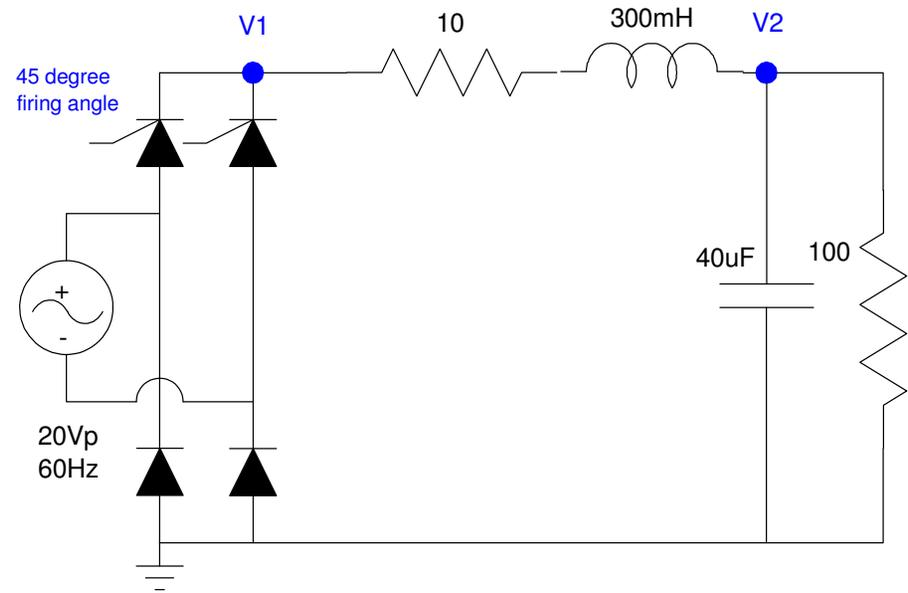 V1
10
300mH
V2
45 degree
firing angle
40uF
100
+
-
20Vp
60Hz